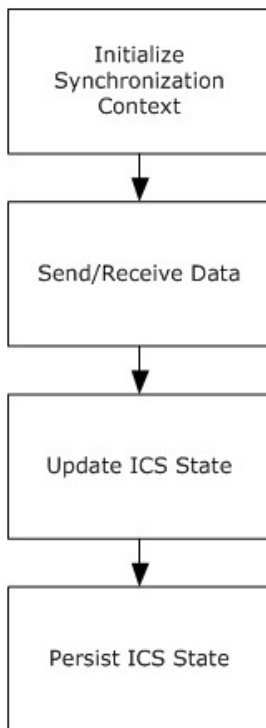 Initialize
Synchronization
Context
Send/Receive Data
Update ICS State
Persist ICS State